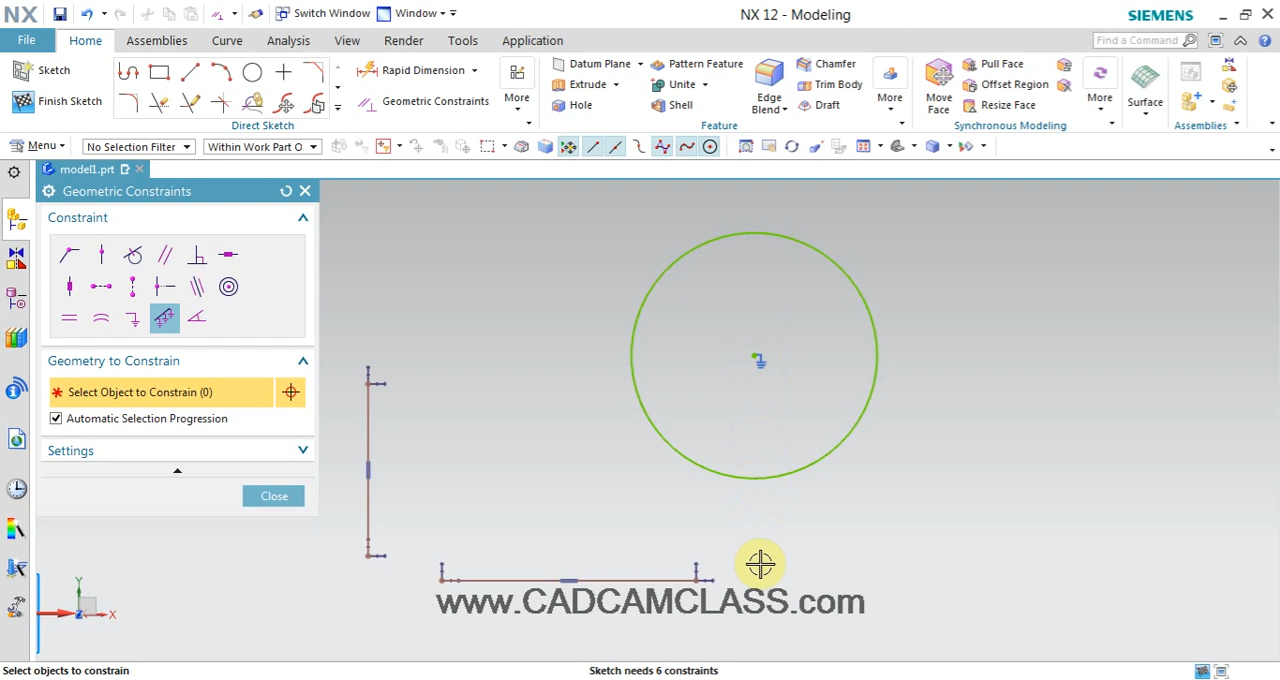 NX
Switch Window
Window
NX 12 - Modeling
SIEMENS
File
Home
Assemblies
Curve
Analysis
View
Render
Tools
Application
Find a Command
Sketch
Finish Sketch
Rapid Dimension
Geometric Constraints
More
Direct Sketch
Datum Plane
Extrude
Hole
Pattern Feature
Unite
Shell
Edge
Blend
Chamfer
Trim Body
Draft
More
Feature
Move
Face
Pull Face
Offset Region
Resize Face
More
Synchronous Modeling
Surface
Assemblies
Menu
No Selection Filter
Within Work Part O
model1.prt
Geometric Constraints
Constraint
Geometry to Constrain
* Select Object to Constrain (0)
Automatic Selection Progression
Settings
Close
Y
Z
X
www.CADCAMCLASS.com
Select objects to constrain
Sketch needs 6 constraints